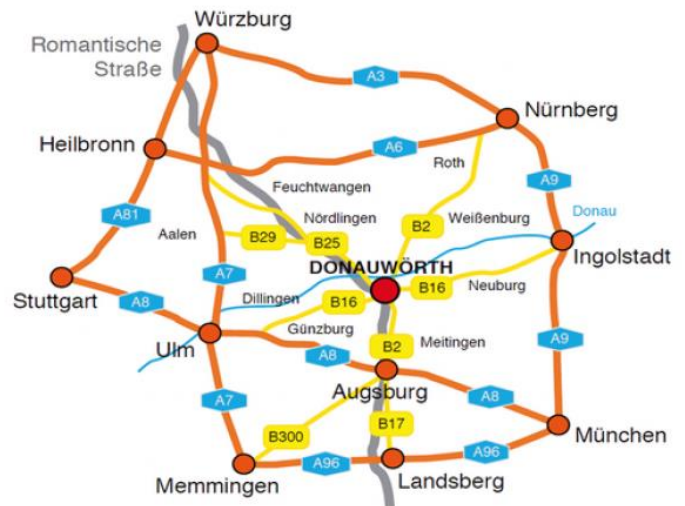 Würzburg
Romantische
Straße
A3
Nürnberg
Heilbronn
A6
Roth
A9
Feuchtwangen
A81
Nördlingen
B2
Weißenburg
Donau
Aalen
B29
B25
Ingolstadt
DONAUWÖRTH
A7
Stuttgart
A8
Dillingen
B16
B16
Neuburg
Günzburg
B2
Meitingen
A9
Ulm
A8
Augsburg
A8
A7
B17
München
B300
A96
A96
Memmingen
Landsberg